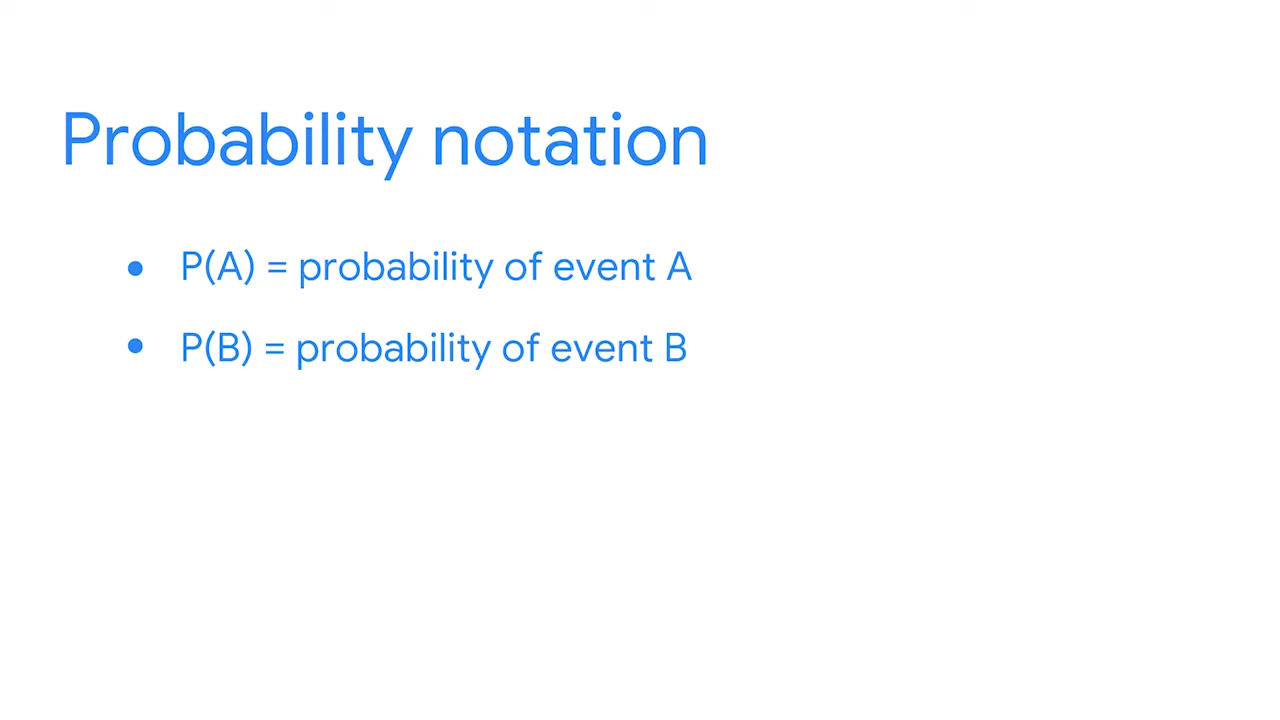 Probability notation
● P(A) = probability of event A
● P(B) = probability of event B